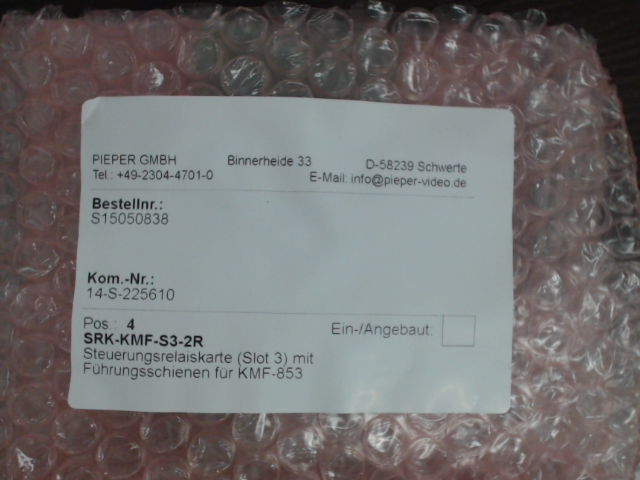 PIEPER GMBH Binnerheide 33 D-58239 Schwerte
Tel.: +49-2304-4701-0 E-Mail: info@pieper-video.de
Bestellnr.:
S15050838
Kom.-Nr.:
14-S-225610
Pos.: 4 Ein-/Angebaut:
SRK-KMF-S3-2R
Steuerungsrelaiskarte (Slot 3) mit
Führungsschienen für KMF-853